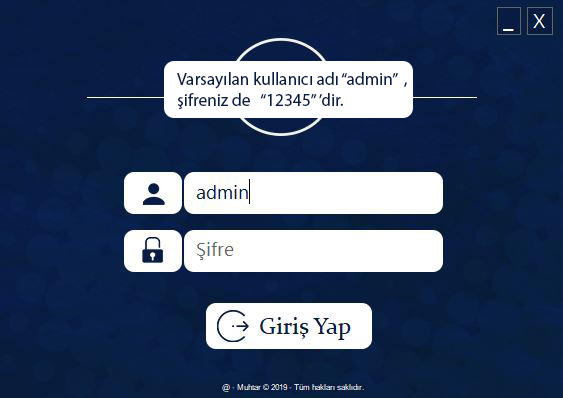 _ X
Varsayılan kullanıcı adı “admin” ,
şifreniz de “12345” ’dir.
admin
Şifre
Giriş Yap
@ - Muhtar © 2019 - Tüm hakları saklıdır.